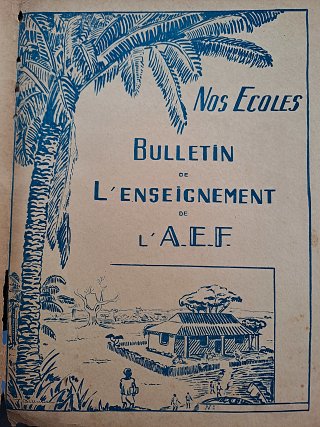 Nos Ecoles
Bulletin
de
L'enseignement
de
l'A.E.F.